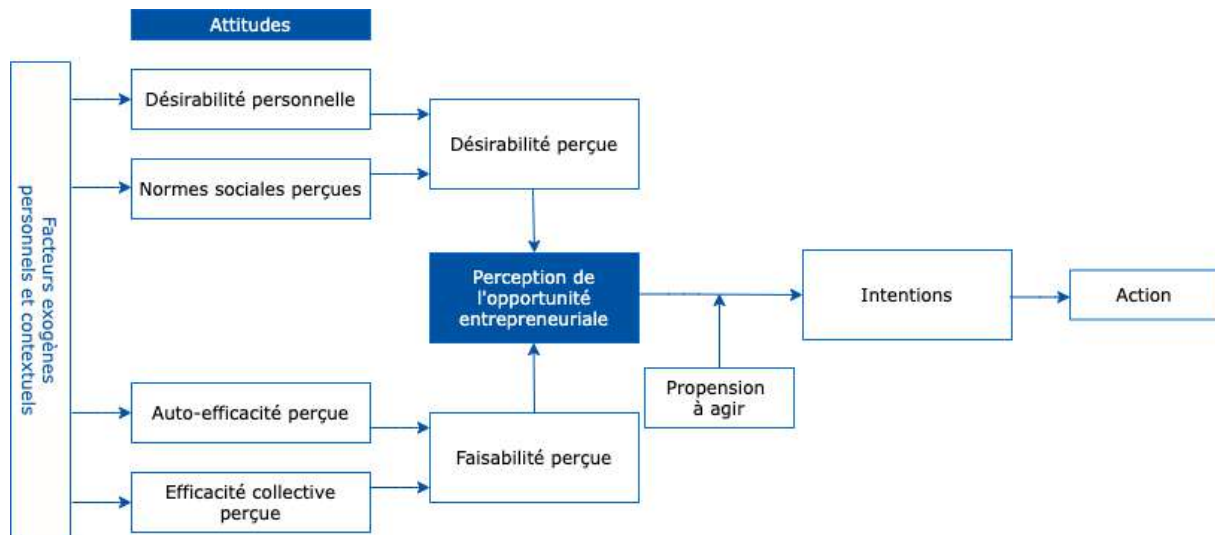 Attitudes
Facteurs exogènes
personnels et contextuels
Désirabilité personnelle
Normes sociales perçues
Désirabilité perçue
Perception de
l'opportunité
entrepreneuriale
Intentions
Action
Propension
à agir
Auto-efficacité perçue
Efficacité collective
perçue
Faisabilité perçue